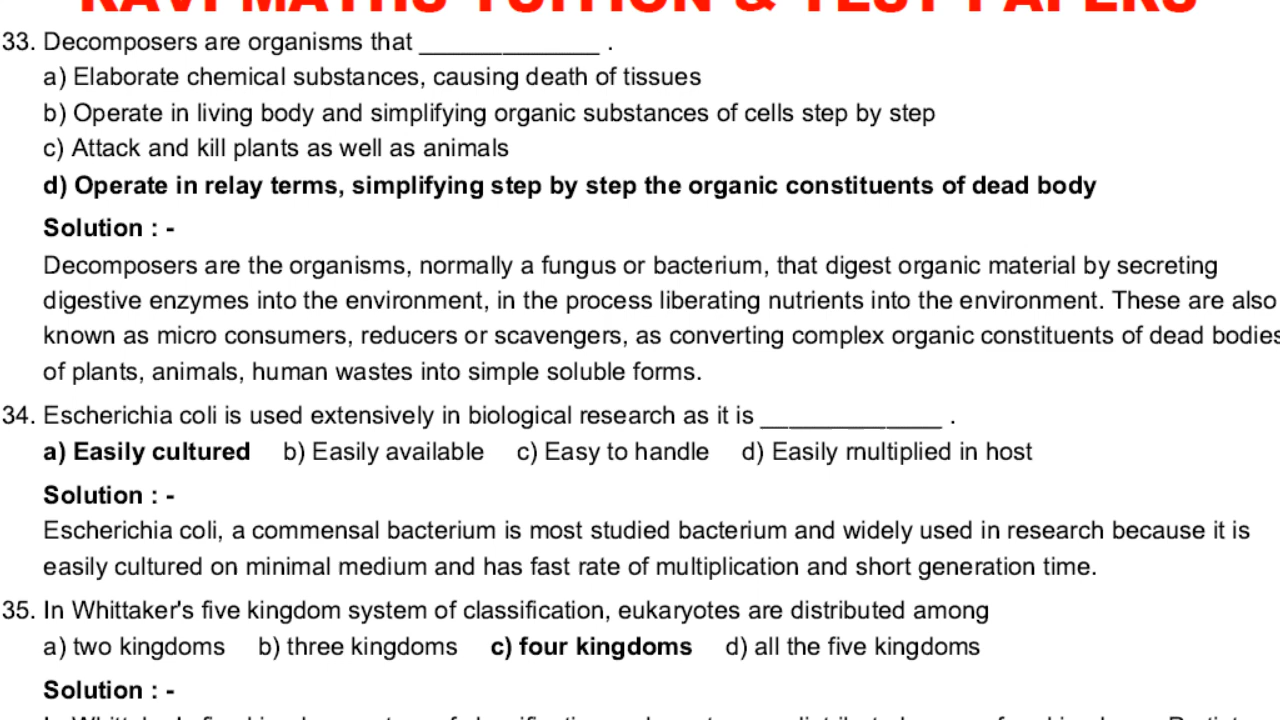 RAVI MATHS TUITION & TEST PAPERS
33. Decomposers are organisms that _____________ .
a) Elaborate chemical substances, causing death of tissues
b) Operate in living body and simplifying organic substances of cells step by step
c) Attack and kill plants as well as animals
d) Operate in relay terms, simplifying step by step the organic constituents of dead body
Solution : -
Decomposers are the organisms, normally a fungus or bacterium, that digest organic material by secreting
digestive enzymes into the environment, in the process liberating nutrients into the environment. These are also
known as micro consumers, reducers or scavengers, as converting complex organic constituents of dead bodies
of plants, animals, human wastes into simple soluble forms.
34. Escherichia coli is used extensively in biological research as it is _____________ .
a) Easily cultured b) Easily available c) Easy to handle d) Easily multiplied in host
Solution : -
Escherichia coli, a commensal bacterium is most studied bacterium and widely used in research because it is
easily cultured on minimal medium and has fast rate of multiplication and short generation time.
35. In Whittaker's five kingdom system of classification, eukaryotes are distributed among
a) two kingdoms b) three kingdoms c) four kingdoms d) all the five kingdoms
Solution : -